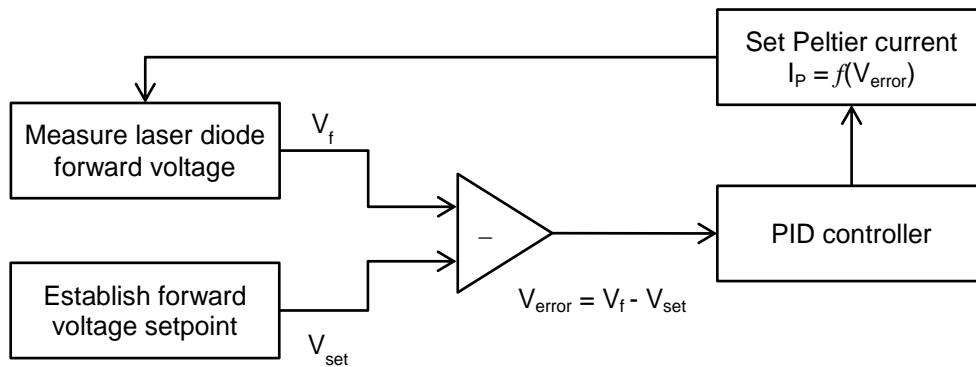 Set Peltier current
I_P = f(V_error)
Measure laser diode
forward voltage
V_f
−
PID controller
Establish forward
voltage setpoint
V_error = V_f - V_set
V_set